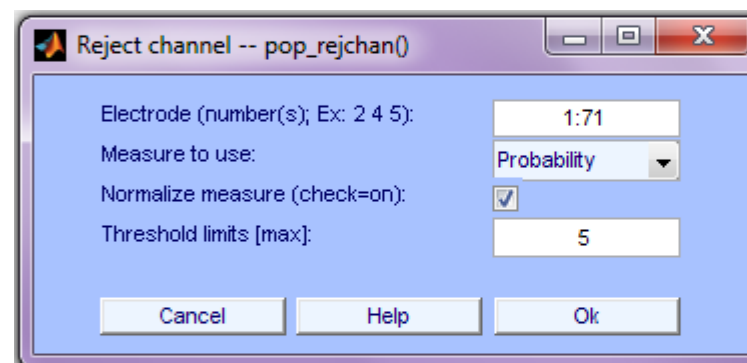 Reject channel -- pop_rejchan()
Electrode (number(s); Ex: 2 4 5): 1:71
Measure to use: Probability
Normalize measure (check=on):
Threshold limits [max]: 5
Cancel Help Ok